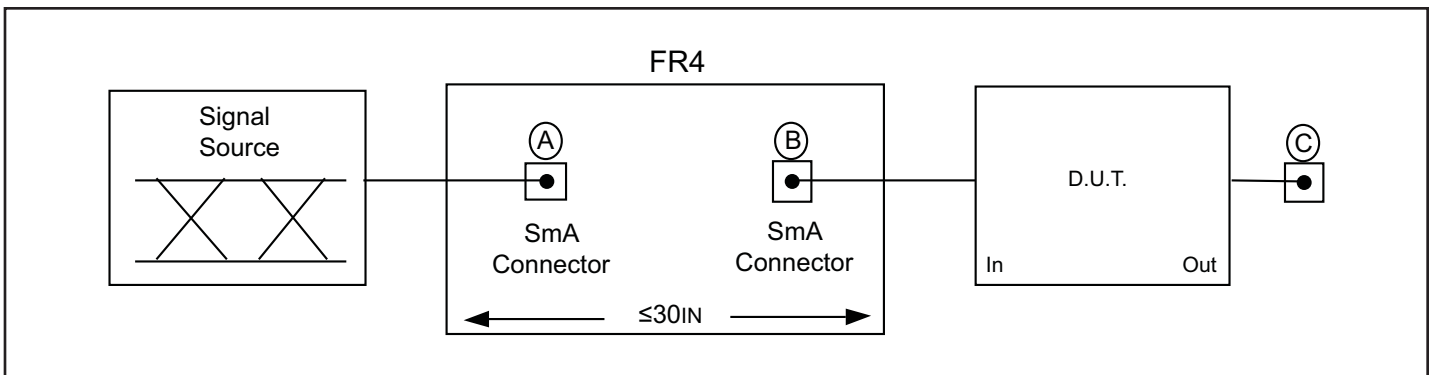 FR4
Signal
Source
A
SmA
Connector
≤30IN
B
SmA
Connector
D.U.T.
In
Out
C